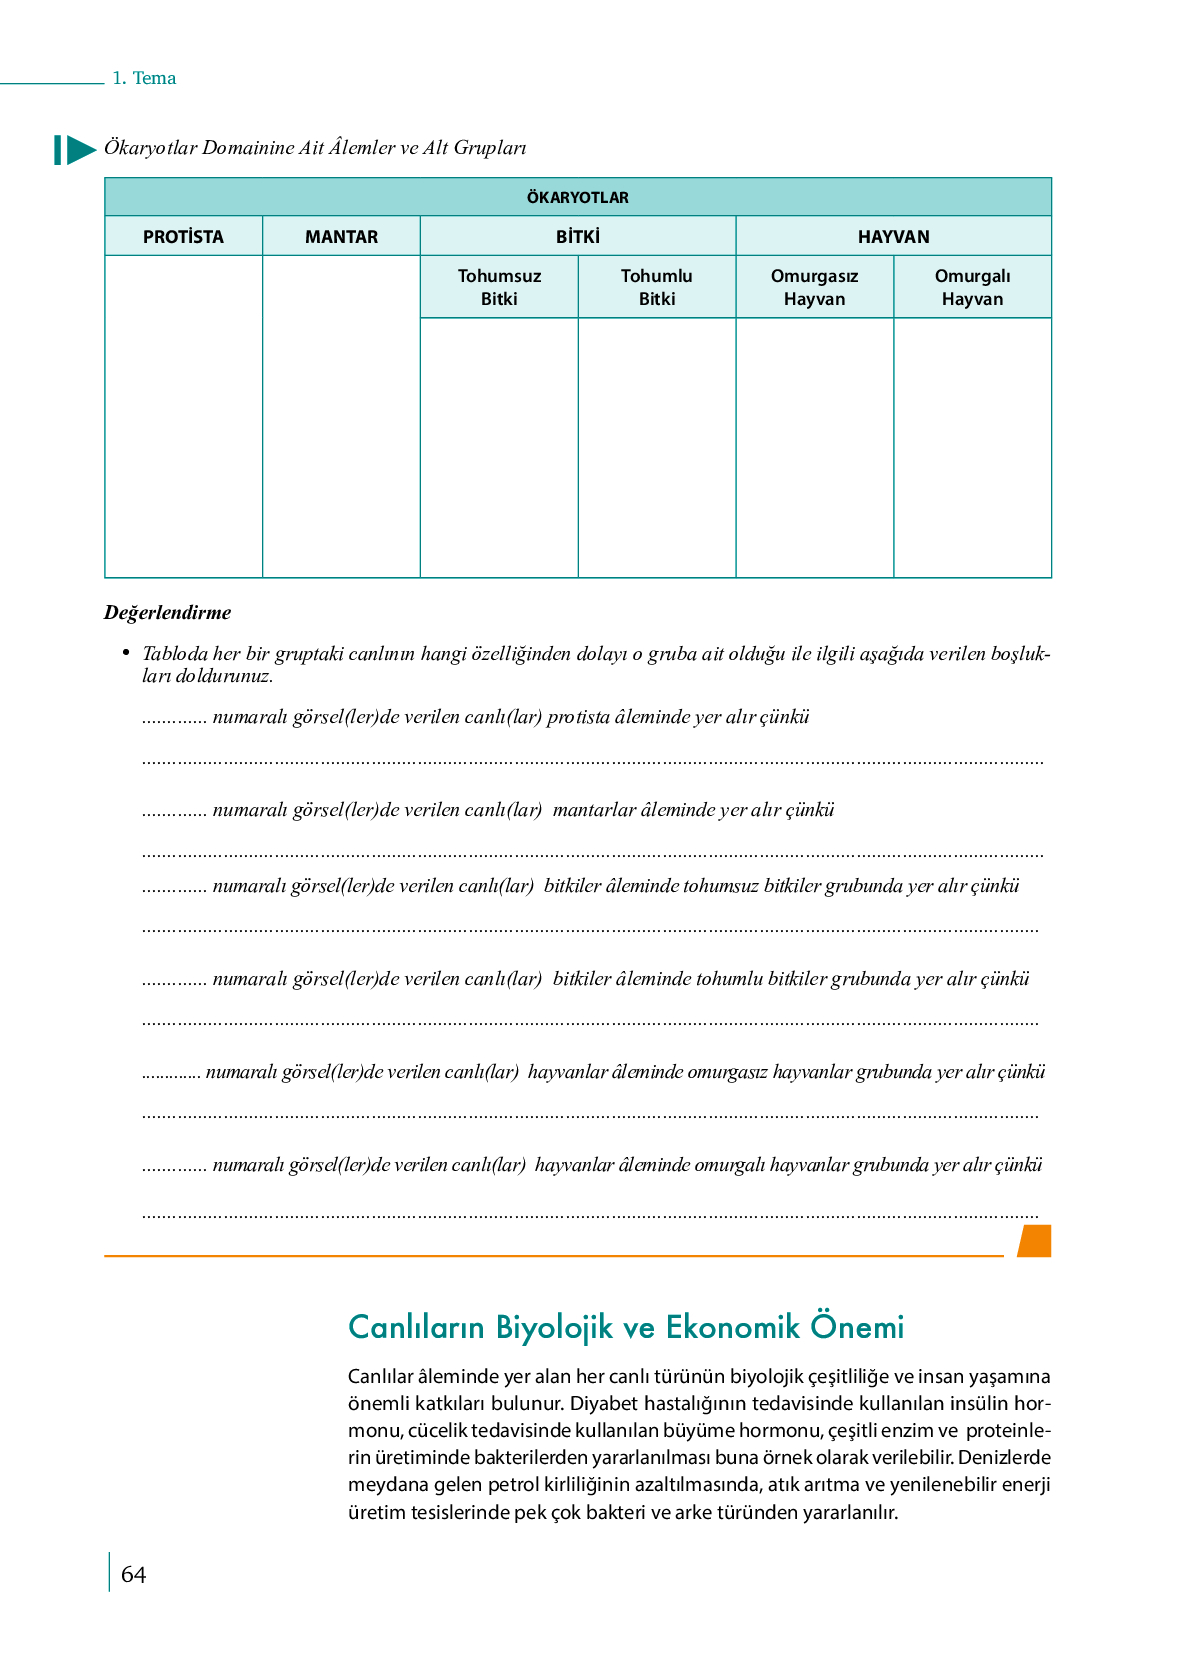 1. Tema
Ökaryotlar Domainine Ait Âlemler ve Alt Grupları
ÖKARYOTLAR
PROTİSTA MANTAR BİTKİ HAYVAN
Tohumsuz Bitki Tohumlu Bitki Omurgasız Hayvan Omurgalı Hayvan
Değerlendirme
• Tabloda her bir gruptaki canlının hangi özelliğinden dolayı o gruba ait olduğu ile ilgili aşağıda verilen boşluk-
ları doldurunuz.
............. numaralı görsel(ler)de verilen canlı(lar) protista âleminde yer alır çünkü
................................................................................
............. numaralı görsel(ler)de verilen canlı(lar) mantarlar âleminde yer alır çünkü
................................................................................
............. numaralı görsel(ler)de verilen canlı(lar) bitkiler âleminde tohumsuz bitkiler grubunda yer alır çünkü
................................................................................
............. numaralı görsel(ler)de verilen canlı(lar) bitkiler âleminde tohumlu bitkiler grubunda yer alır çünkü
................................................................................
............. numaralı görsel(ler)de verilen canlı(lar) hayvanlar âleminde omurgasız hayvanlar grubunda yer alır çünkü
................................................................................
............. numaralı görsel(ler)de verilen canlı(lar) hayvanlar âleminde omurgalı hayvanlar grubunda yer alır çünkü
................................................................................
Canlıların Biyolojik ve Ekonomik Önemi
Canlılar âleminde yer alan her canlı türünün biyolojik çeşitliliğe ve insan yaşamına
önemli katkıları bulunur. Diyabet hastalığının tedavisinde kullanılan insülin hor-
monu, cücelik tedavisinde kullanılan büyüme hormonu, çeşitli enzim ve proteinle-
rin üretiminde bakterilerden yararlanılması buna örnek olarak verilebilir. Denizlerde
meydana gelen petrol kirliliğinin azaltılmasında, atık arıtma ve yenilenebilir enerji
üretim tesislerinde pek çok bakteri ve arke türünden yararlanılır.
64